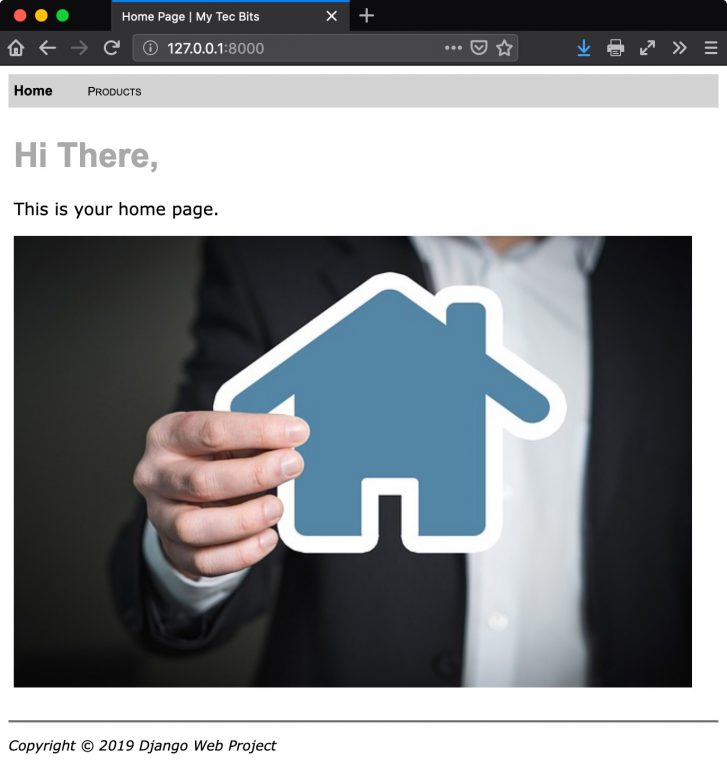 Home Page | My Tec Bits
127.0.0.1:8000
Home Products
Hi There,
This is your home page.
Copyright © 2019 Django Web Project